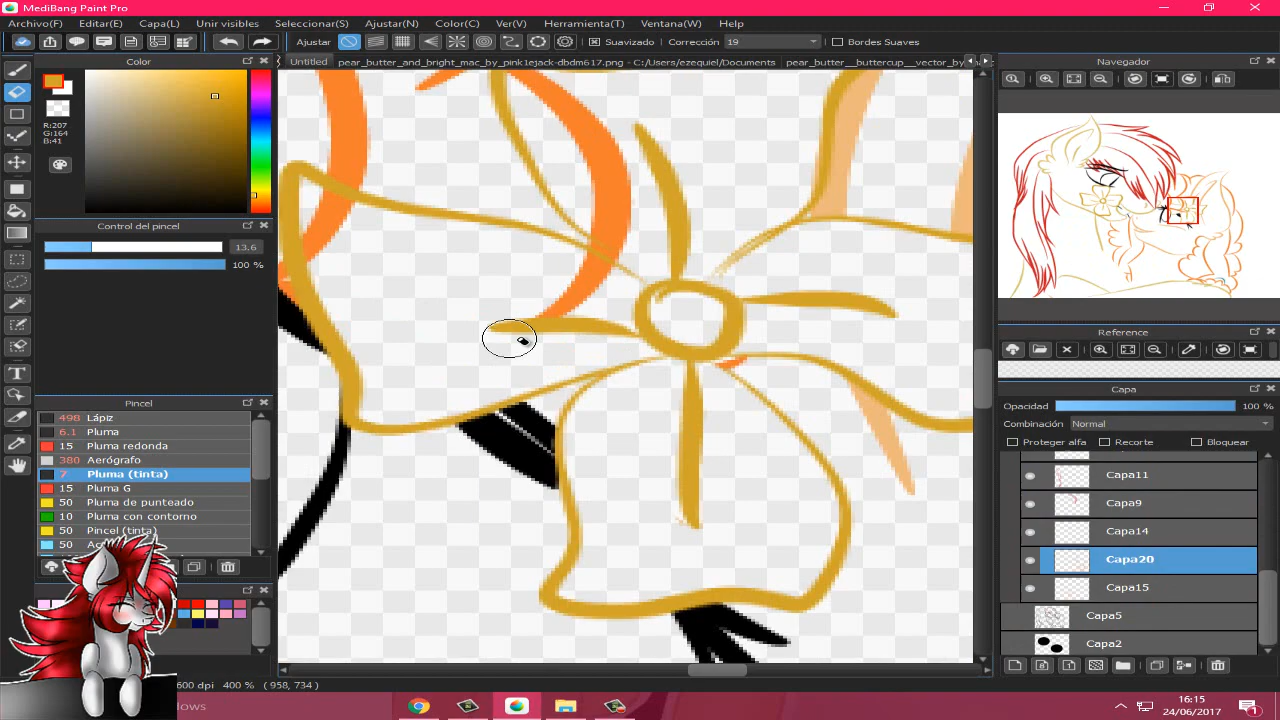 MediBang Paint Pro
Archivo(F) Editar(E) Capa(L) Unir visibles Seleccionar(S) Ajustar(N) Color(C) Ver(V) Herramienta(T) Ventana(W) Help
Ajustar Suavizado Corrección 19 Bordes Suaves
Color Untitled pear_butter_and_bright_mac_by_pink1ejack-dbdm617.png - C:/Users/ezequiel/Documents pear_butter__buttercup__vector_by Navegador
R:207
G:164
B:41
Control del pincel
13.6
100 %
Reference
Capa
Opacidad 100 %
Combinación Normal
Proteger alfa Recorte Bloquear
Pincel
498 Lápiz
6.1 Pluma
15 Pluma redonda
380 Aerógrafo
7 Pluma (tinta)
15 Pluma G
50 Pluma de punteado
10 Pluma con contorno
50 Pincel (tinta)
50
Capa11
Capa9
Capa14
Capa20
Capa15
Capa5
Capa2
600 dpi 400 % ( 958, 734 )
16:15
24/06/2017
1